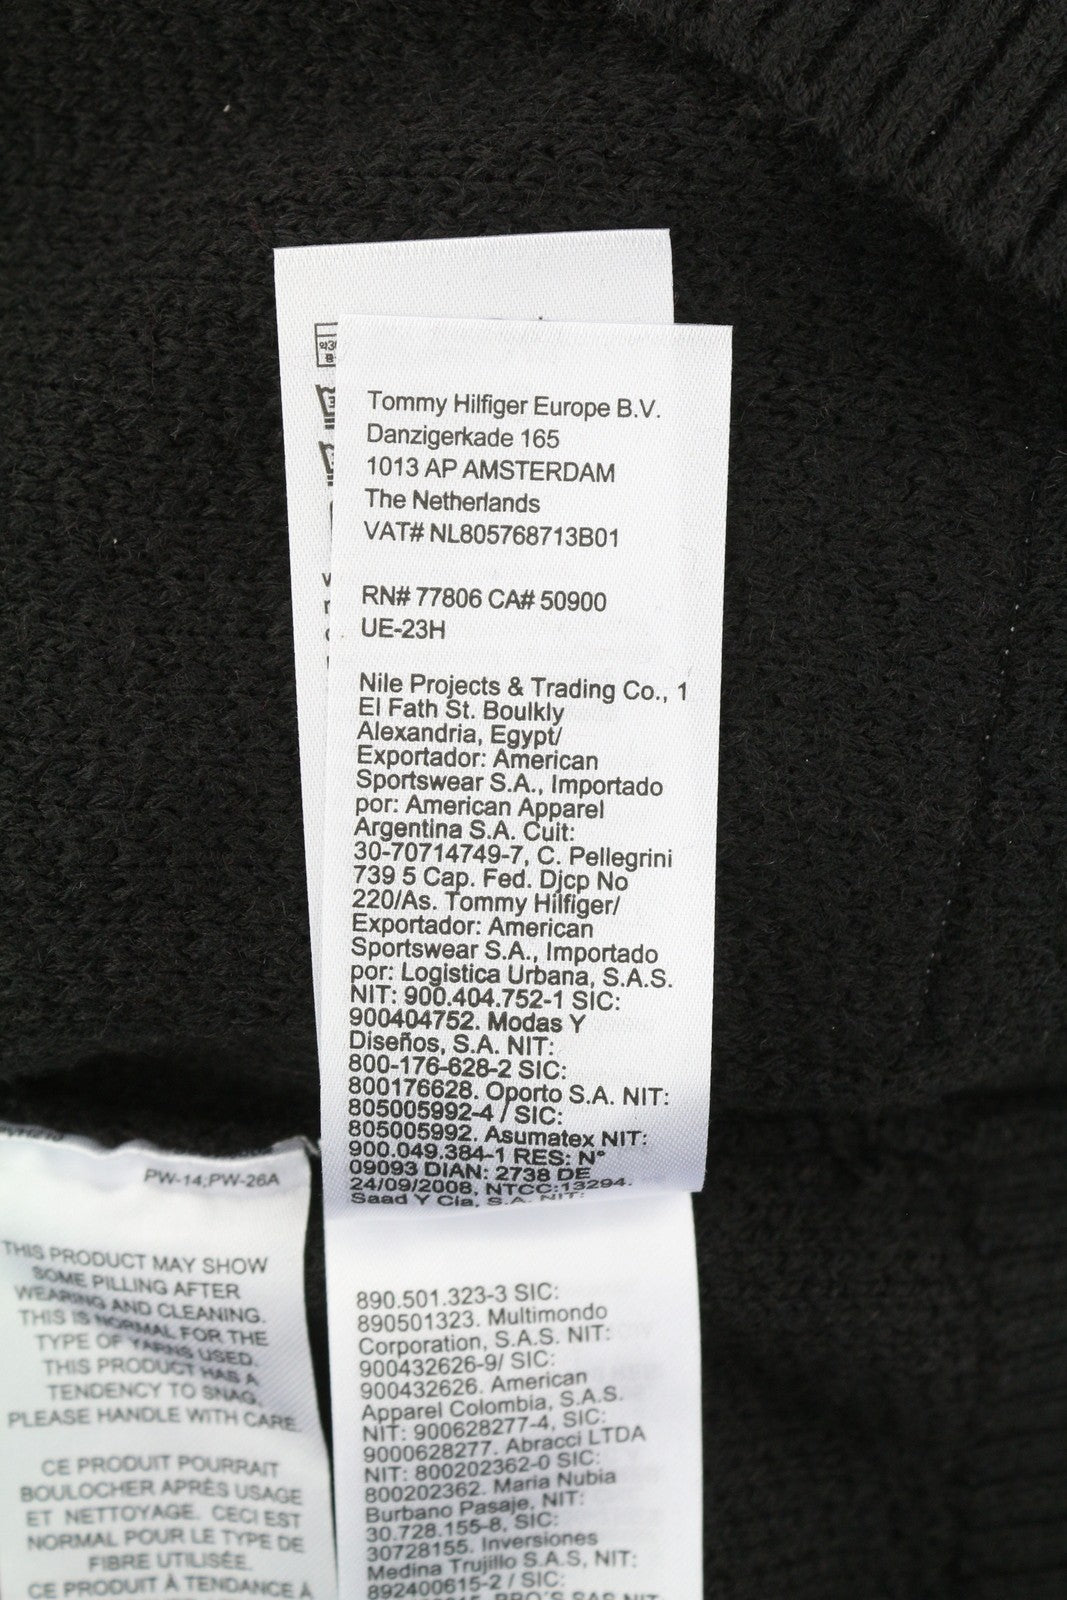 Tommy Hilfiger Europe B.V.
Danzigerkade 165
1013 AP AMSTERDAM
The Netherlands
VAT# NL805768713B01
RN# 77806 CA# 50900
UE-23H
Nile Projects & Trading Co., 1
El Fath St. Boulkly
Alexandria, Egypt/
Exportador: American
Sportswear S.A., Importado
por: American Apparel
Argentina S.A. Cuit:
30-70714749-7, C. Pellegrini
739 5 Cap. Fed. Djcp No
220/As. Tommy Hilfiger/
Exportador: American
Sportswear S.A., Importado
por: Logistica Urbana, S.A.S.
NIT: 900.404.752-1 SIC:
900404752. Modas Y
Diseños, S.A. NIT:
800-176-628-2 SIC:
800176628. Oporto S.A. NIT:
805005992-4 / SIC:
805005992. Asumatex NIT:
900.049.384-1 RES: N°
09093 DIAN: 2738 DE
24/09/2008, NTCC:13294.
Saad Y Cia, S.A. NIT:
890.501.323-3 SIC:
890501323. Multimondo
Corporation, S.A.S. NIT:
900432626-9/ SIC:
900432626. American
Apparel Colombia, S.A.S.
NIT: 900628277-4, SIC:
9000628277. Abracci LTDA
NIT: 800202362-0 SIC:
800202362. Maria Nubia
Burbano Pasaje, NIT:
30.728.155-8, SIC:
30728155. Inversiones
Medina Trujillo S.A.S, NIT:
892400615-2 / SIC:
PW-14;PW-26A
THIS PRODUCT MAY SHOW
SOME PILLING AFTER
WEARING AND CLEANING.
THIS IS NORMAL FOR THE
TYPE OF YARNS USED.
THIS PRODUCT HAS A
TENDENCY TO SNAG,
PLEASE HANDLE WITH CARE.
CE PRODUIT POURRAIT
BOULOCHER APRÈS USAGE
ET NETTOYAGE. CECI EST
NORMAL POUR LE TYPE DE
FIBRE UTILISÉE.
CE PRODUIT À TENDANCE À